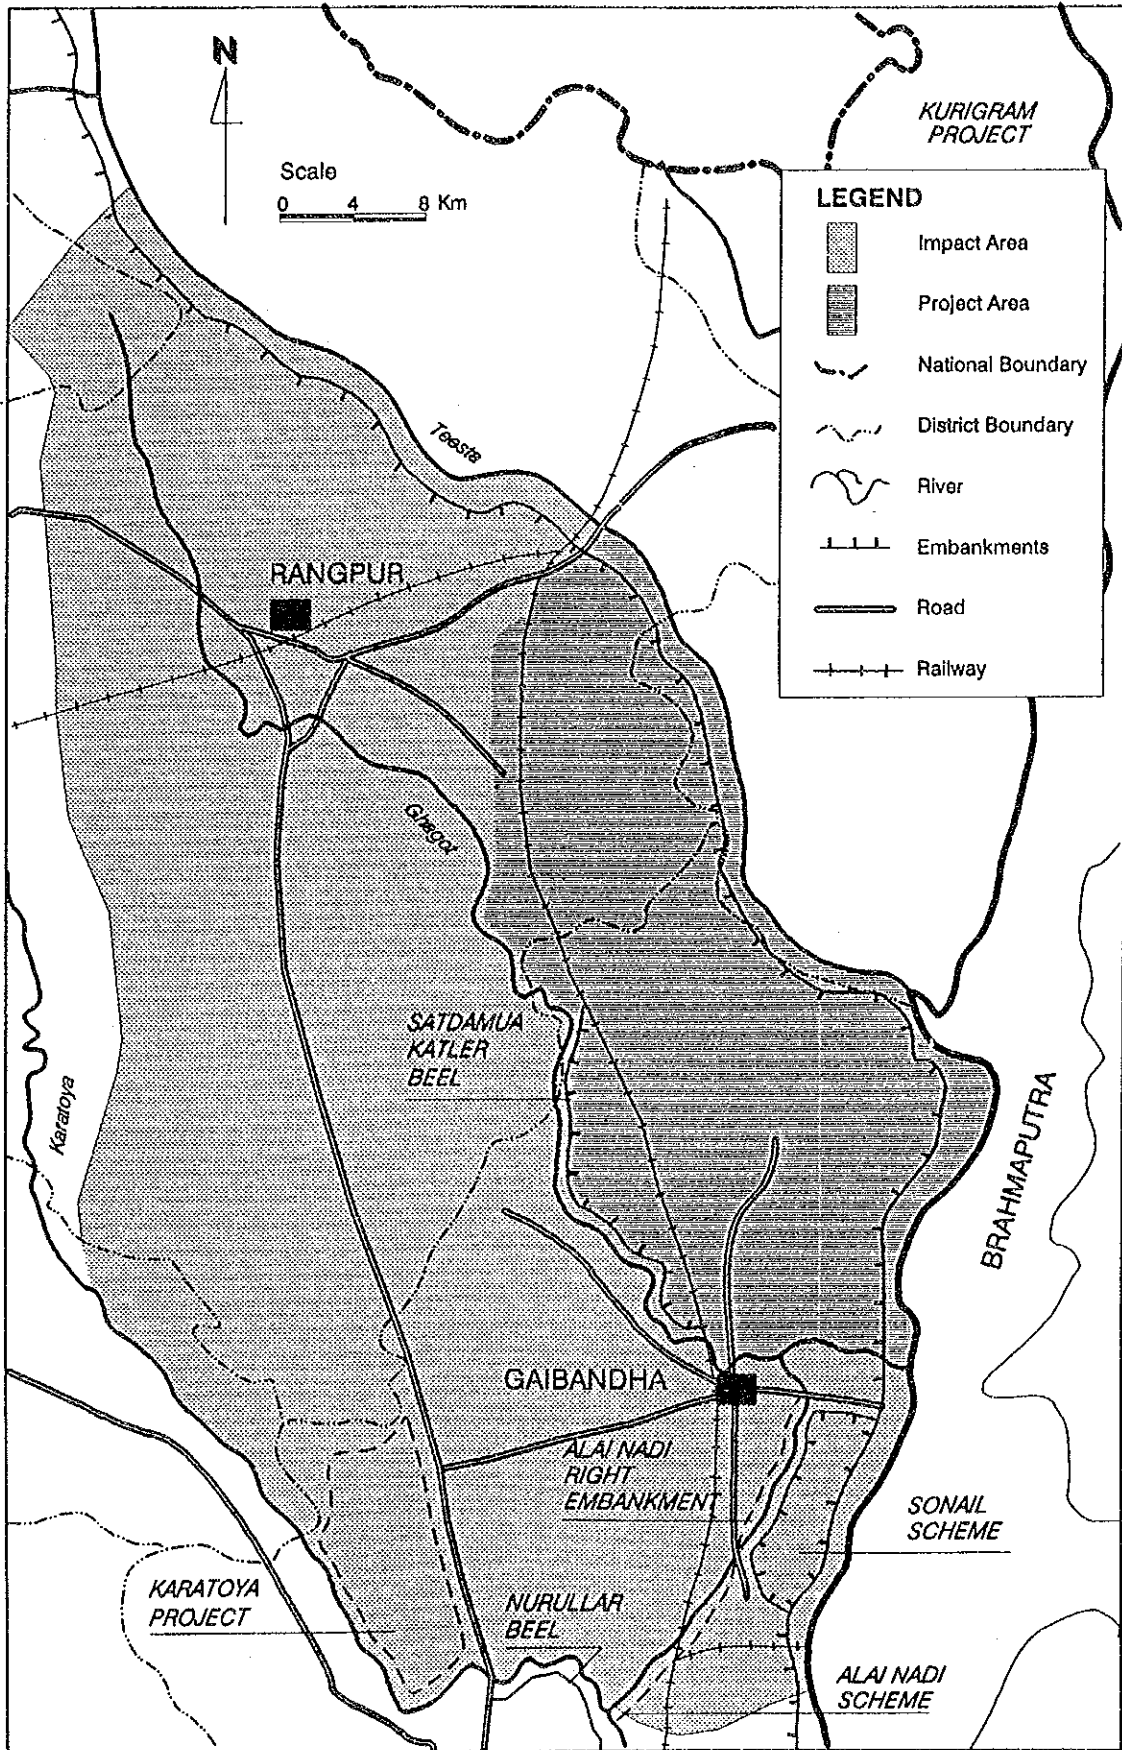 N
Scale
0 4 8 Km
KURIGRAM
PROJECT
LEGEND
Impact Area
Project Area
National Boundary
District Boundary
River
Embankments
Road
Railway
Teesta
RANGPUR
Ghagot
SATDAMUA
KATLER
BEEL
Karatoya
BRAHMAPUTRA
GAIBANDHA
ALAI NADI
RIGHT
EMBANKMENT
SONAIL
SCHEME
KARATOYA
PROJECT
NURULLAR
BEEL
ALAI NADI
SCHEME